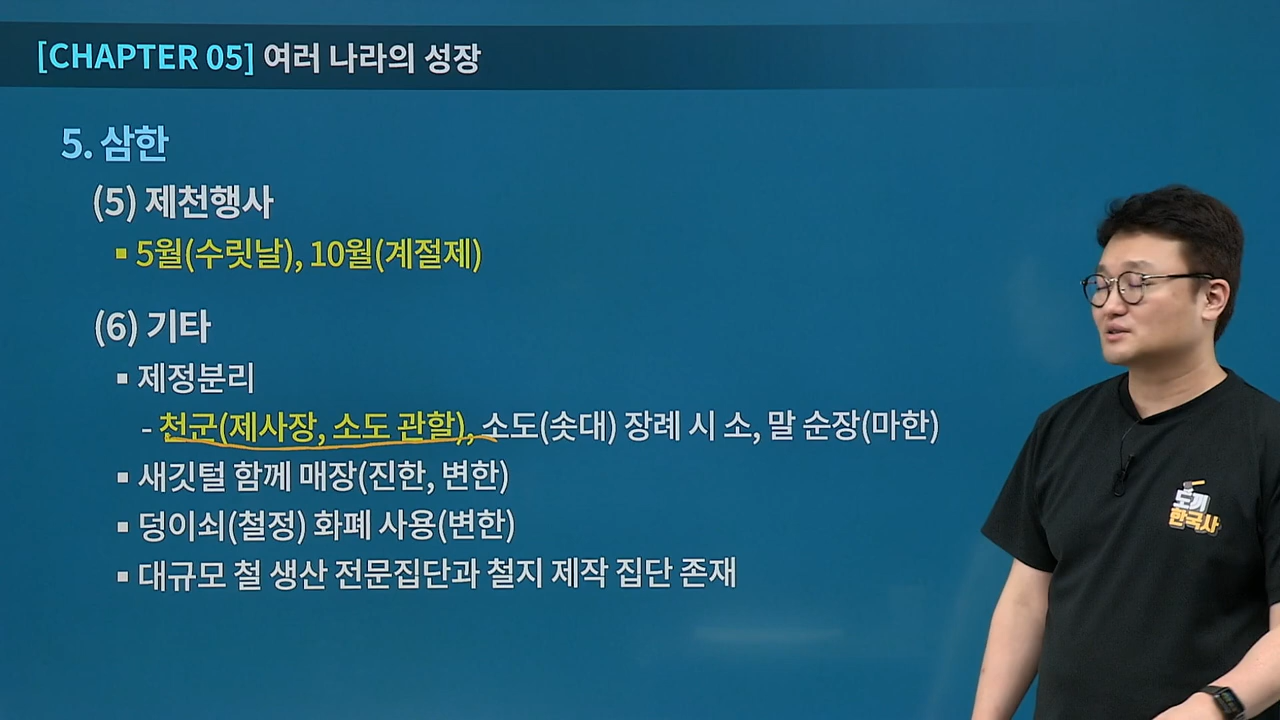 [CHAPTER 05] 여러 나라의 성장
5. 삼한
(5) 제천행사
▪ 5월(수릿날), 10월(계절제)
(6) 기타
▪ 제정분리
- 천군(제사장, 소도 관할), 소도(솟대) 장례 시 소, 말 순장(마한)
▪ 새깃털 함께 매장(진한, 변한)
▪ 덩이쇠(철정) 화폐 사용(변한)
▪ 대규모 철 생산 전문집단과 철지 제작 집단 존재
도끼
한국사